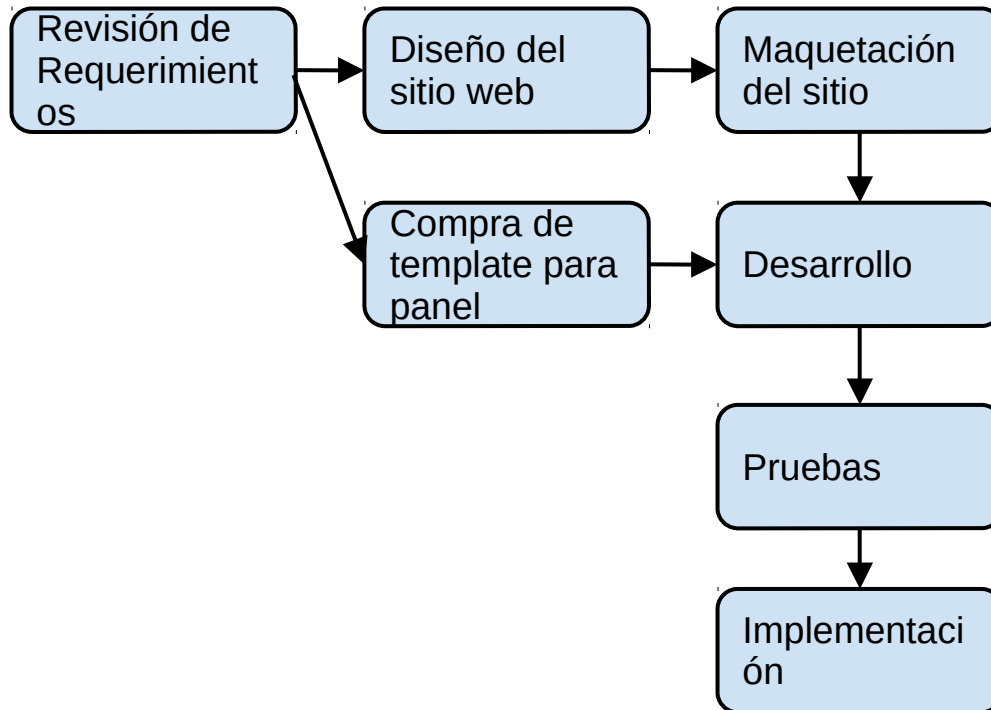 Revisión de
Requerimient
os
Diseño del
sitio web
Maquetación
del sitio
Compra de
template para
panel
Desarrollo
Pruebas
Implementaci
ón